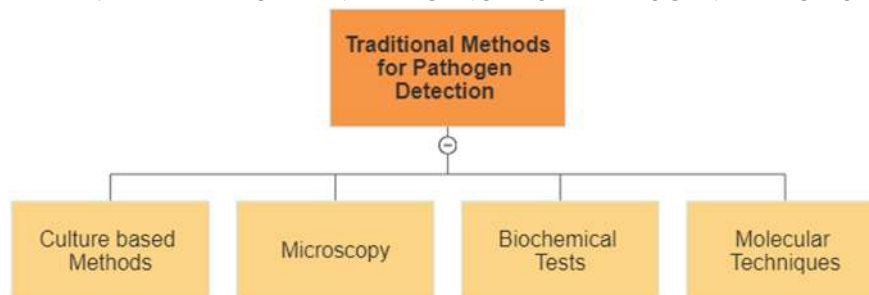 Traditional Methods
for Pathogen
Detection
Culture based
Methods
Microscopy
Biochemical
Tests
Molecular
Techniques